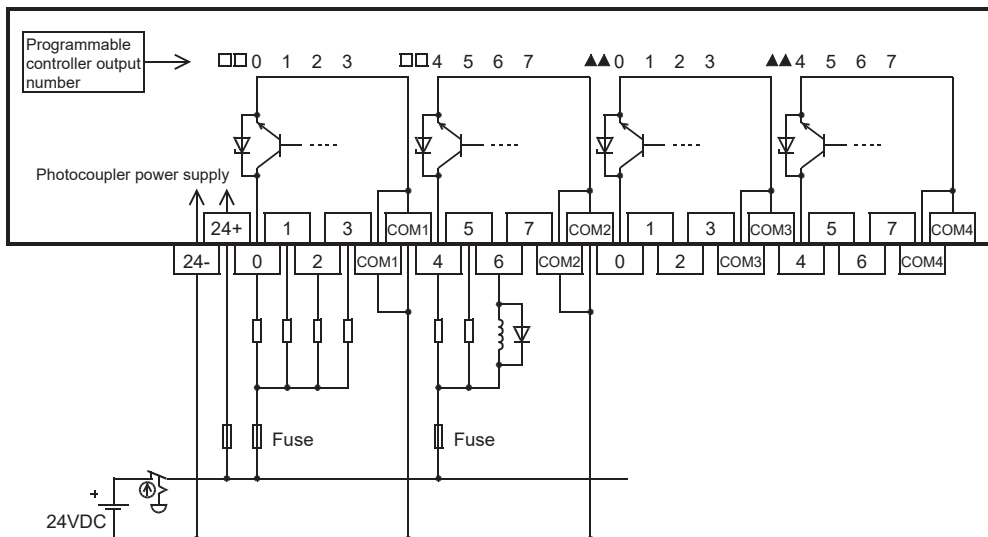 Programmable
controller output
number
□□ 0 1 2 3 □□ 4 5 6 7 ▲▲ 0 1 2 3 ▲▲ 4 5 6 7
Photocoupler power supply
24+ 1 3 COM1 5 7 COM2 1 3 COM3 5 7 COM4
24- 0 2 COM1 4 6 COM2 0 2 COM3 4 6 COM4
Fuse Fuse
+
24VDC